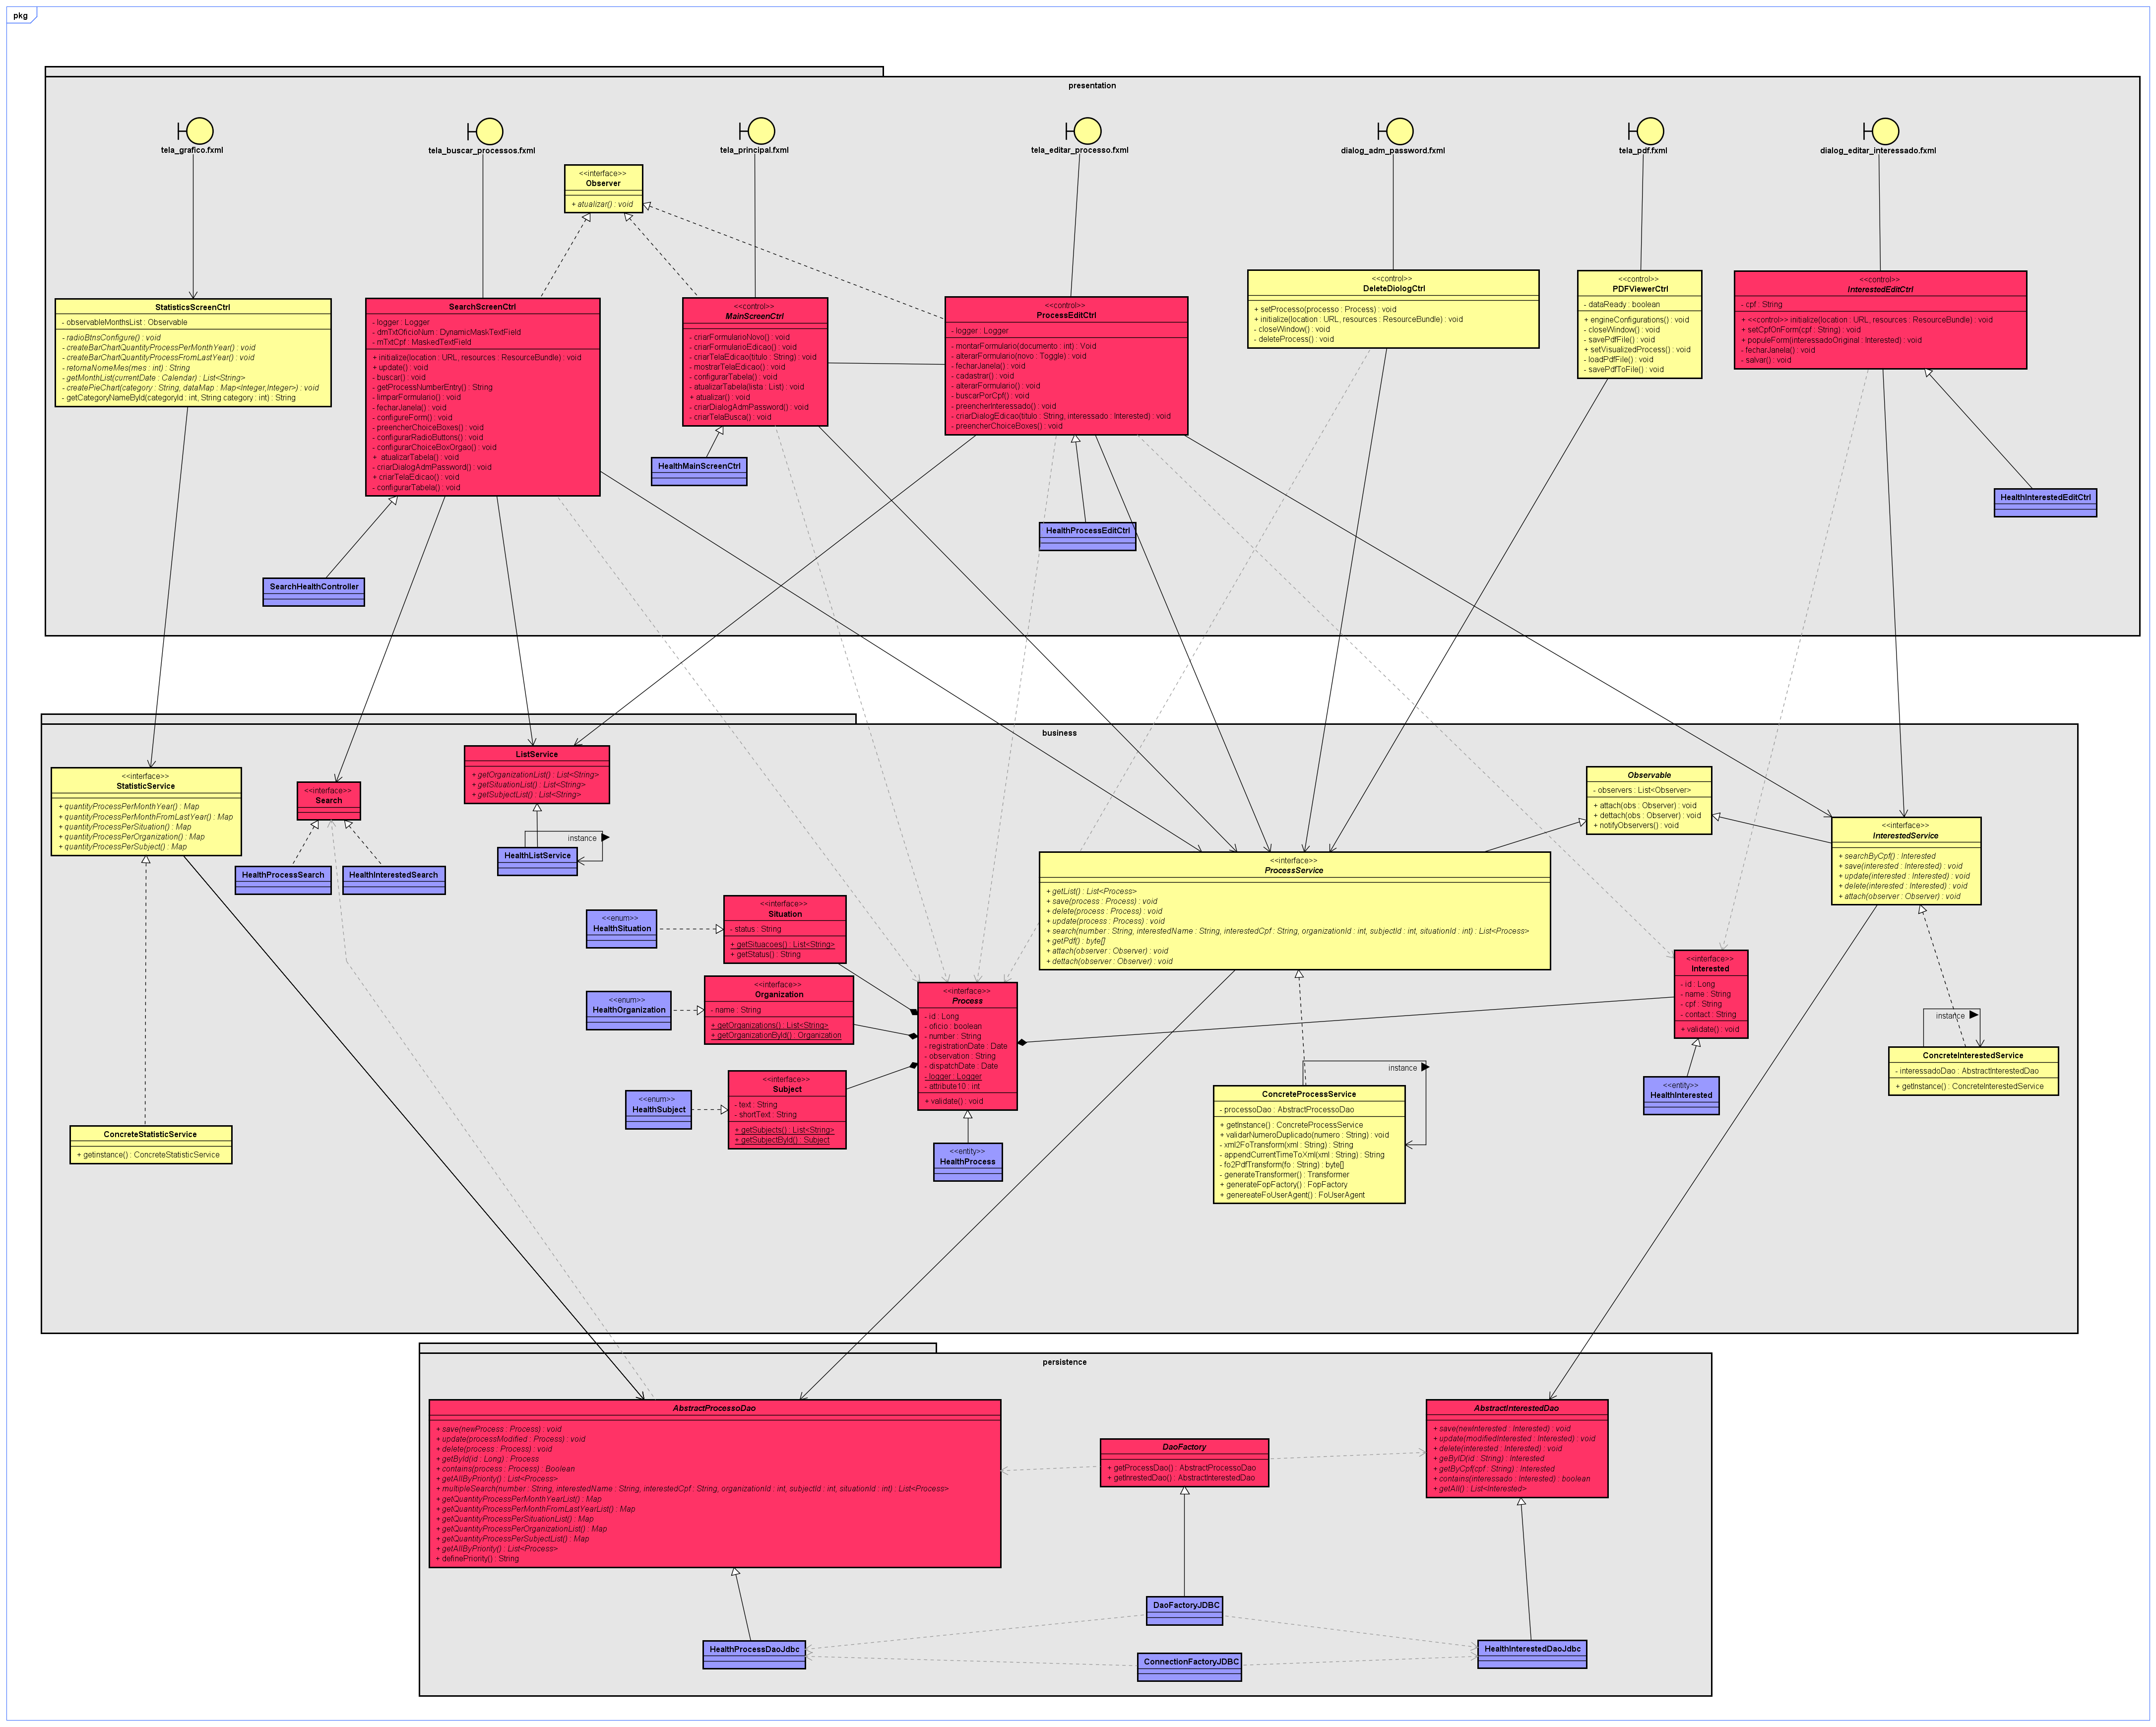 pkg
presentation
tela_grafico.fxml
tela_buscar_processos.fxml
tela_principal.fxml
tela_editar_processo.fxml
dialog_adm_password.fxml
tela_pdf.fxml
dialog_editar_interessado.fxml
<<interface>>
Observer
+ atualizar() : void
StatisticsScreenCtrl
- observableMonthsList : Observable
- radioBtnsConfigure() : void
- createBarChartQuantityProcessPerMonthYear() : void
- createBarChartQuantityProcessFromLastYear() : void
- retornaNomeMes(mes : int) : String
- getMonthList(currentDate : Calendar) : List<String>
- createPieChart(category : String, dataMap : Map<Integer,Integer>) : void
- getCategoryNameById(categoryId : int, String category : int) : String
SearchScreenCtrl
- logger : Logger
- dmTxtOficioNum : DynamicMaskTextField
- mTxtCpf : MaskedTextField
+ initialize(location : URL, resources : ResourceBundle) : void
+ update() : void
- buscar() : void
- getProcessNumberEntry() : String
- limparFormulario() : void
- fecharJanela() : void
- configureForm() : void
- preencherChoiceBoxes() : void
- configurarRadioButtons() : void
- configurarChoiceBoxOrgao() : void
+ atualizarTabela() : void
- criarDialogAdmPassword() : void
+ criarTelaEdicao() : void
- configurarTabela() : void
<<control>>
MainScreenCtrl
- criarFormularioNovo() : void
- criarFormularioEdicao() : void
- criarTelaEdicao(titulo : String) : void
- mostrarTelaEdicao() : void
- configurarTabela() : void
- atualizarTabela(lista : List) : void
+ atualizar() : void
- criarDialogAdmPassword() : void
- criarTelaBusca() : void
<<control>>
ProcessEditCtrl
- logger : Logger
- montarFormulario(documento : int) : Void
- alterarFormulario(novo : Toggle) : void
- fecharJanela() : void
- cadastrar() : void
- alterarFormulario() : void
- buscarPorCpf() : void
- preencherInteressado() : void
- criarDialogEdicao(titulo : String, interessado : Interested) : void
- preencherChoiceBoxes() : void
<<control>>
DeleteDiologCtrl
+ setProcesso(processo : Process) : void
+ initialize(location : URL, resources : ResourceBundle) : void
- closeWindow() : void
- deleteProcess() : void
<<control>>
PDFViewerCtrl
- dataReady : boolean
+ engineConfigurations() : void
- closeWindow() : void
- savePdfFile() : void
+ setVisualizedProcess() : void
- loadPdfFile() : void
- savePdfToFile() : void
<<control>>
InterestedEditCtrl
- cpf : String
+ <<control>> initialize(location : URL, resources : ResourceBundle) : void
+ setCpfOnForm(cpf : String) : void
+ populeForm(interessadoOriginal : Interested) : void
- fecharJanela() : void
- salvar() : void
HealthMainScreenCtrl
HealthProcessEditCtrl
HealthInterestedEditCtrl
SearchHealthController
business
<<interface>>
StatisticService
+ quantityProcessPerMonthYear() : Map
+ quantityProcessPerMonthFromLastYear() : Map
+ quantityProcessPerSituation() : Map
+ quantityProcessPerOrganization() : Map
+ quantityProcessPerSubject() : Map
<<interface>>
Search
ListService
+ getOrganizationList() : List<String>
+ getSituationList() : List<String>
+ getSubjectList() : List<String>
HealthProcessSearch
HealthInterestedSearch
instance
HealthListService
Observable
- observers : List<Observer>
+ attach(obs : Observer) : void
+ dettach(obs : Observer) : void
+ notifyObservers() : void
<<interface>>
ProcessService
+ getList() : List<Process>
+ save(process : Process) : void
+ delete(process : Process) : void
+ update(process : Process) : void
+ search(number : String, interestedName : String, interestedCpf : String, organizationId : int, subjectId : int, situationId : int) : List<Process>
+ getPdf() : byte[]
+ attach(observer : Observer) : void
+ dettach(observer : Observer) : void
<<interface>>
InterestedService
+ searchByCpf() : Interested
+ save(interested : Interested) : void
+ update(interested : Interested) : void
+ delete(interested : Interested) : void
+ attach(observer : Observer) : void
<<enum>>
HealthSituation
<<interface>>
Situation
- status : String
+ getSituacoes() : List<String>
+ getStatus() : String
<<enum>>
HealthOrganization
<<interface>>
Organization
- name : String
+ getOrganizations() : List<String>
+ getOrganizationById() : Organization
<<enum>>
HealthSubject
<<interface>>
Subject
- text : String
- shortText : String
+ getSubjects() : List<String>
+ getSubjectById() : Subject
<<interface>>
Process
- id : Long
- oficio : boolean
- number : String
- registrationDate : Date
- observation : String
- dispatchDate : Date
- logger : Logger
- attribute10 : int
+ validate() : void
<<entity>>
HealthProcess
<<interface>>
Interested
- id : Long
- name : String
- cpf : String
- contact : String
+ validate() : void
<<entity>>
HealthInterested
instance
ConcreteInterestedService
- interessadoDao : AbstractInterestedDao
+ getInstance() : ConcreteInterestedService
instance
ConcreteProcessService
- processoDao : AbstractProcessoDao
+ getInstance() : ConcreteProcessService
+ validarNumeroDuplicado(numero : String) : void
- xml2FoTransform(xml : String) : String
- appendCurrentTimeToXml(xml : String) : String
- fo2PdfTransform(fo : String) : byte[]
- generateTransformer() : Transformer
+ generateFopFactory() : FopFactory
+ genereateFoUserAgent() : FoUserAgent
ConcreteStatisticService
+ getinstance() : ConcreteStatisticService
persistence
AbstractProcessoDao
+ save(newProcess : Process) : void
+ update(processModified : Process) : void
+ delete(process : Process) : void
+ getById(id : Long) : Process
+ contains(process : Process) : Boolean
+ getAllByPriority() : List<Process>
+ multipleSearch(number : String, interestedName : String, interestedCpf : String, organizationId : int, subjectId : int, situationId : int) : List<Process>
+ getQuantityProcessPerMonthYearList() : Map
+ getQuantityProcessPerMonthFromLastYearList() : Map
+ getQuantityProcessPerSituationList() : Map
+ getQuantityProcessPerOrganizationList() : Map
+ getQuantityProcessPerSubjectList() : Map
+ getAllByPriority() : List<Process>
+ definePriority() : String
DaoFactory
+ getProcessDao() : AbstractProcessoDao
+ getInrestedDao() : AbstractInterestedDao
AbstractInterestedDao
+ save(newInterested : Interested) : void
+ update(modifiedInterested : Interested) : void
+ delete(interested : Interested) : void
+ geByID(id : String) : Interested
+ getByCpf(cpf : String) : Interested
+ contains(interessado : Interested) : boolean
+ getAll() : List<Interested>
DaoFactoryJDBC
HealthProcessDaoJdbc
ConnectionFactoryJDBC
HealthInterestedDaoJdbc